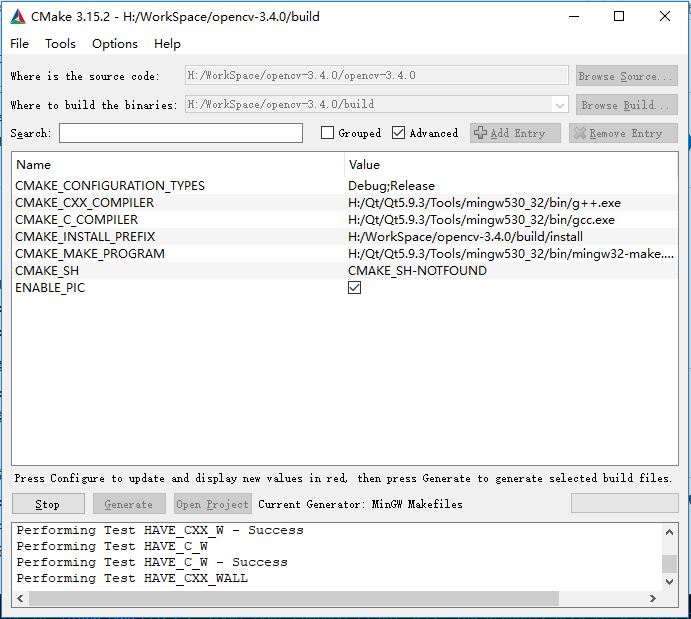 CMake 3.15.2 - H:/WorkSpace/opencv-3.4.0/build
File Tools Options Help
Where is the source code: H:/WorkSpace/opencv-3.4.0/opencv-3.4.0 Browse Source...
Where to build the binaries: H:/WorkSpace/opencv-3.4.0/build Browse Build...
Search: Grouped Advanced Add Entry Remove Entry
Name Value
CMAKE_CONFIGURATION_TYPES Debug;Release
CMAKE_CXX_COMPILER H:/Qt/Qt5.9.3/Tools/mingw530_32/bin/g++.exe
CMAKE_C_COMPILER H:/Qt/Qt5.9.3/Tools/mingw530_32/bin/gcc.exe
CMAKE_INSTALL_PREFIX H:/WorkSpace/opencv-3.4.0/build/install
CMAKE_MAKE_PROGRAM H:/Qt/Qt5.9.3/Tools/mingw530_32/bin/mingw32-make....
CMAKE_SH CMAKE_SH-NOTFOUND
ENABLE_PIC
Press Configure to update and display new values in red, then press Generate to generate selected build files.
Stop Generate Open Project Current Generator: MinGW Makefiles
Performing Test HAVE_CXX_W - Success
Performing Test HAVE_C_W
Performing Test HAVE_C_W - Success
Performing Test HAVE_CXX_WALL